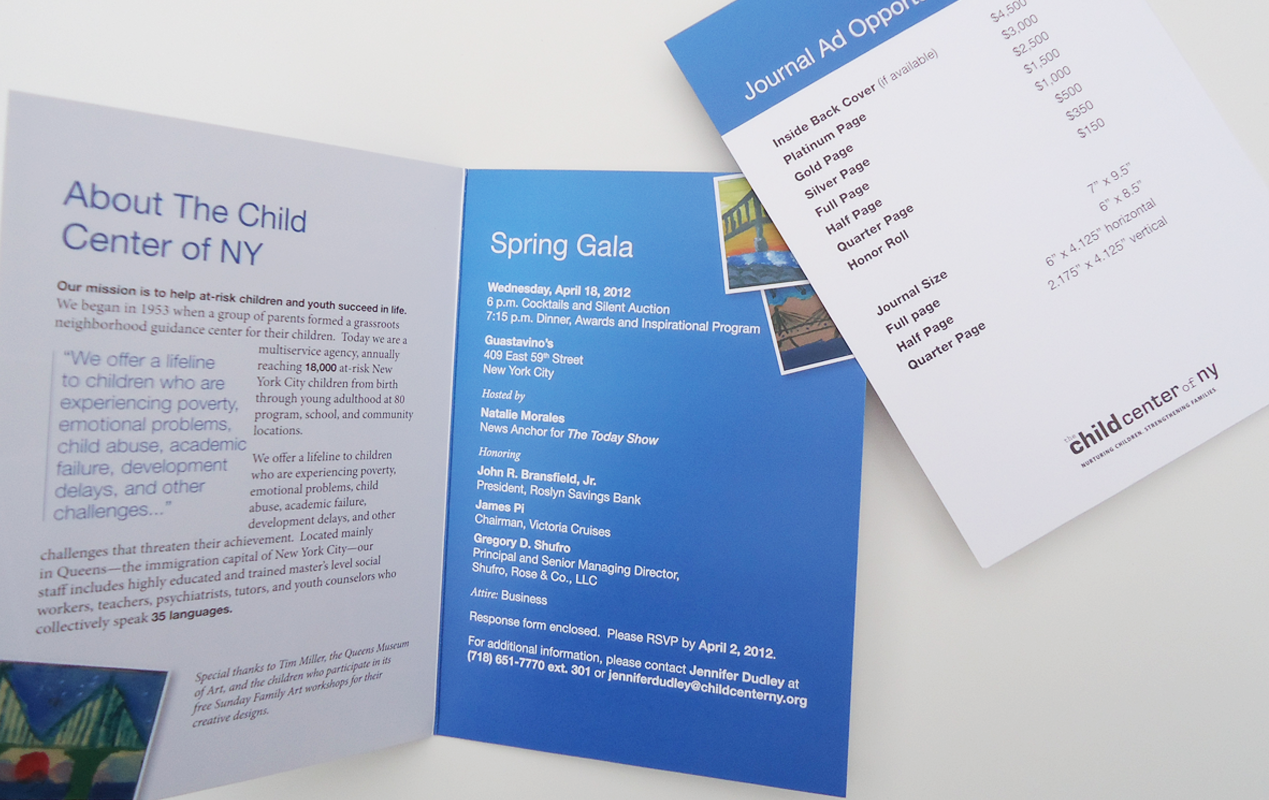 About The Child
Center of NY
Our mission is to help at-risk children and youth succeed in life.
We began in 1953 when a group of parents formed a grassroots
neighborhood guidance center for their children. Today we are a
multiservice agency, annually
reaching 18,000 at-risk New
York City children from birth
through young adulthood at 80
program, school, and community
locations.
"We offer a lifeline
to children who are
experiencing poverty,
emotional problems,
child abuse, academic
failure, development
delays, and other
challenges..."
We offer a lifeline to children
who are experiencing poverty,
emotional problems, child
abuse, academic failure,
development delays, and other
challenges that threaten their achievement. Located mainly
in Queens—the immigration capital of New York City—our
staff includes highly educated and trained master's level social
workers, teachers, psychiatrists, tutors, and youth counselors who
collectively speak 35 languages.
Special thanks to Tim Miller, the Queens Museum
of Art, and the children who participate in its
free Sunday Family Art workshops for their
creative designs.
Spring Gala
Wednesday, April 18, 2012
6 p.m. Cocktails and Silent Auction
7:15 p.m. Dinner, Awards and Inspirational Program
Guastavino's
409 East 59th Street
New York City
Hosted by
Natalie Morales
News Anchor for The Today Show
Honoring
John R. Bransfield, Jr.
President, Roslyn Savings Bank
James Pi
Chairman, Victoria Cruises
Gregory D. Shufro
Principal and Senior Managing Director,
Shufro, Rose & Co., LLC
Attire: Business
Response form enclosed. Please RSVP by April 2, 2012.
For additional information, please contact Jennifer Dudley at
(718) 651-7770 ext. 301 or jenniferdudley@childcenterny.org
Journal Ad Opport
Inside Back Cover (if available) $4,500
Platinum Page $3,000
Gold Page $2,500
Silver Page $1,500
Full Page $1,000
Half Page $500
Quarter Page $350
Honor Roll $150
Journal Size 7" x 9.5"
Full page 6" x 8.5"
Half Page 6" x 4.125" horizontal
Quarter Page 2.175" x 4.125" vertical
the child center of ny
NURTURING CHILDREN. STRENGTHENING FAMILIES.